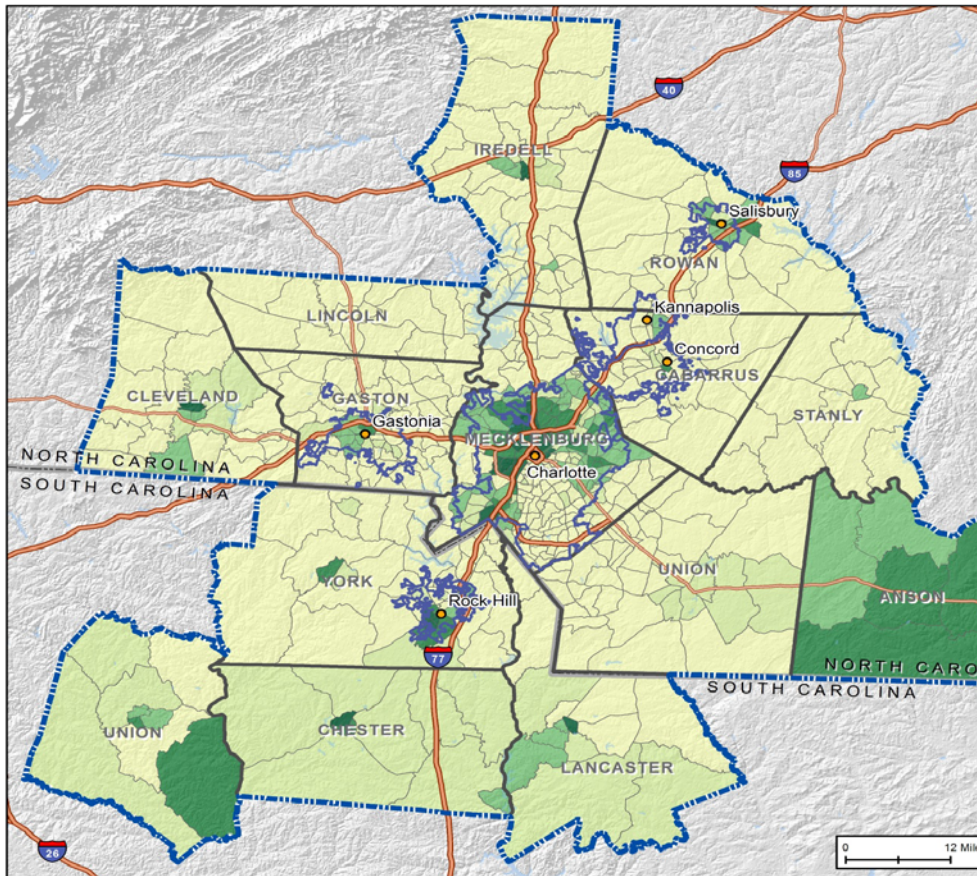 40
IREDELL
85
Salisbury
ROWAN
Kannapolis
LINCOLN
Concord
CABARRUS
CLEVELAND
GASTON
STANLY
Gastonia
MECKLENBURG
NORTH CAROLINA
Charlotte
SOUTH CAROLINA
YORK
UNION
ANSON
Rock Hill
77
NORTH CARO
SOUTH CAROLINA
UNION
CHESTER
LANCASTER
26
0
12 Mile